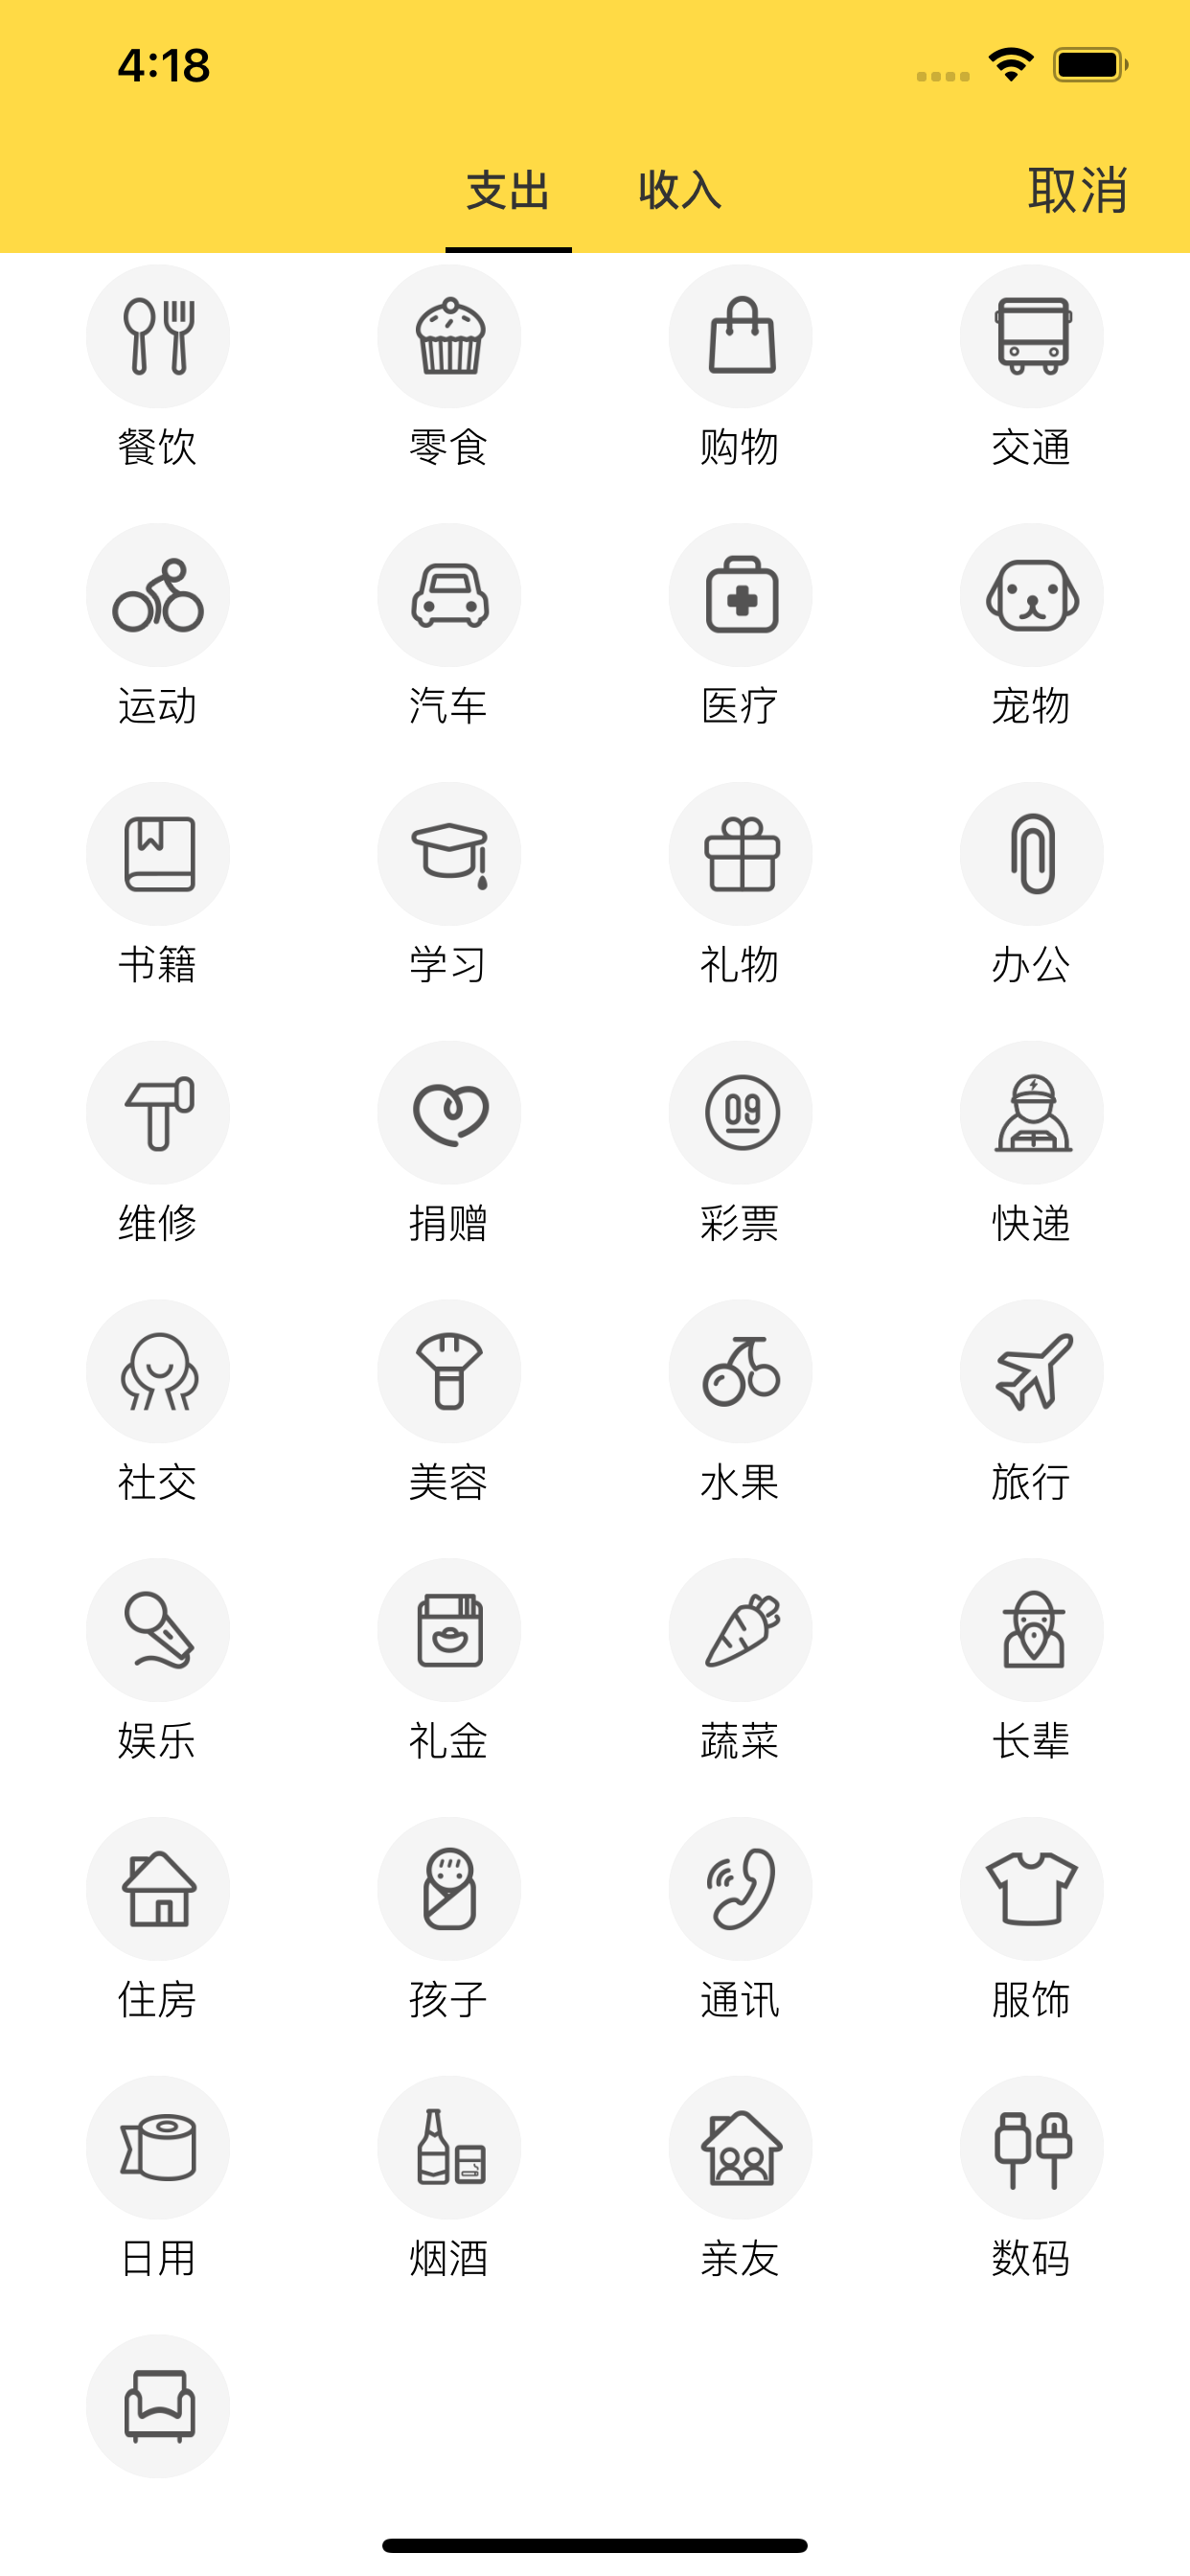 4:18
支出 收入 取消
餐饮 零食 购物 交通
运动 汽车 医疗 宠物
书籍 学习 礼物 办公
09
维修 捐赠 彩票 快递
社交 美容 水果 旅行
娱乐 礼金 蔬菜 长辈
住房 孩子 通讯 服饰
日用 烟酒 亲友 数码